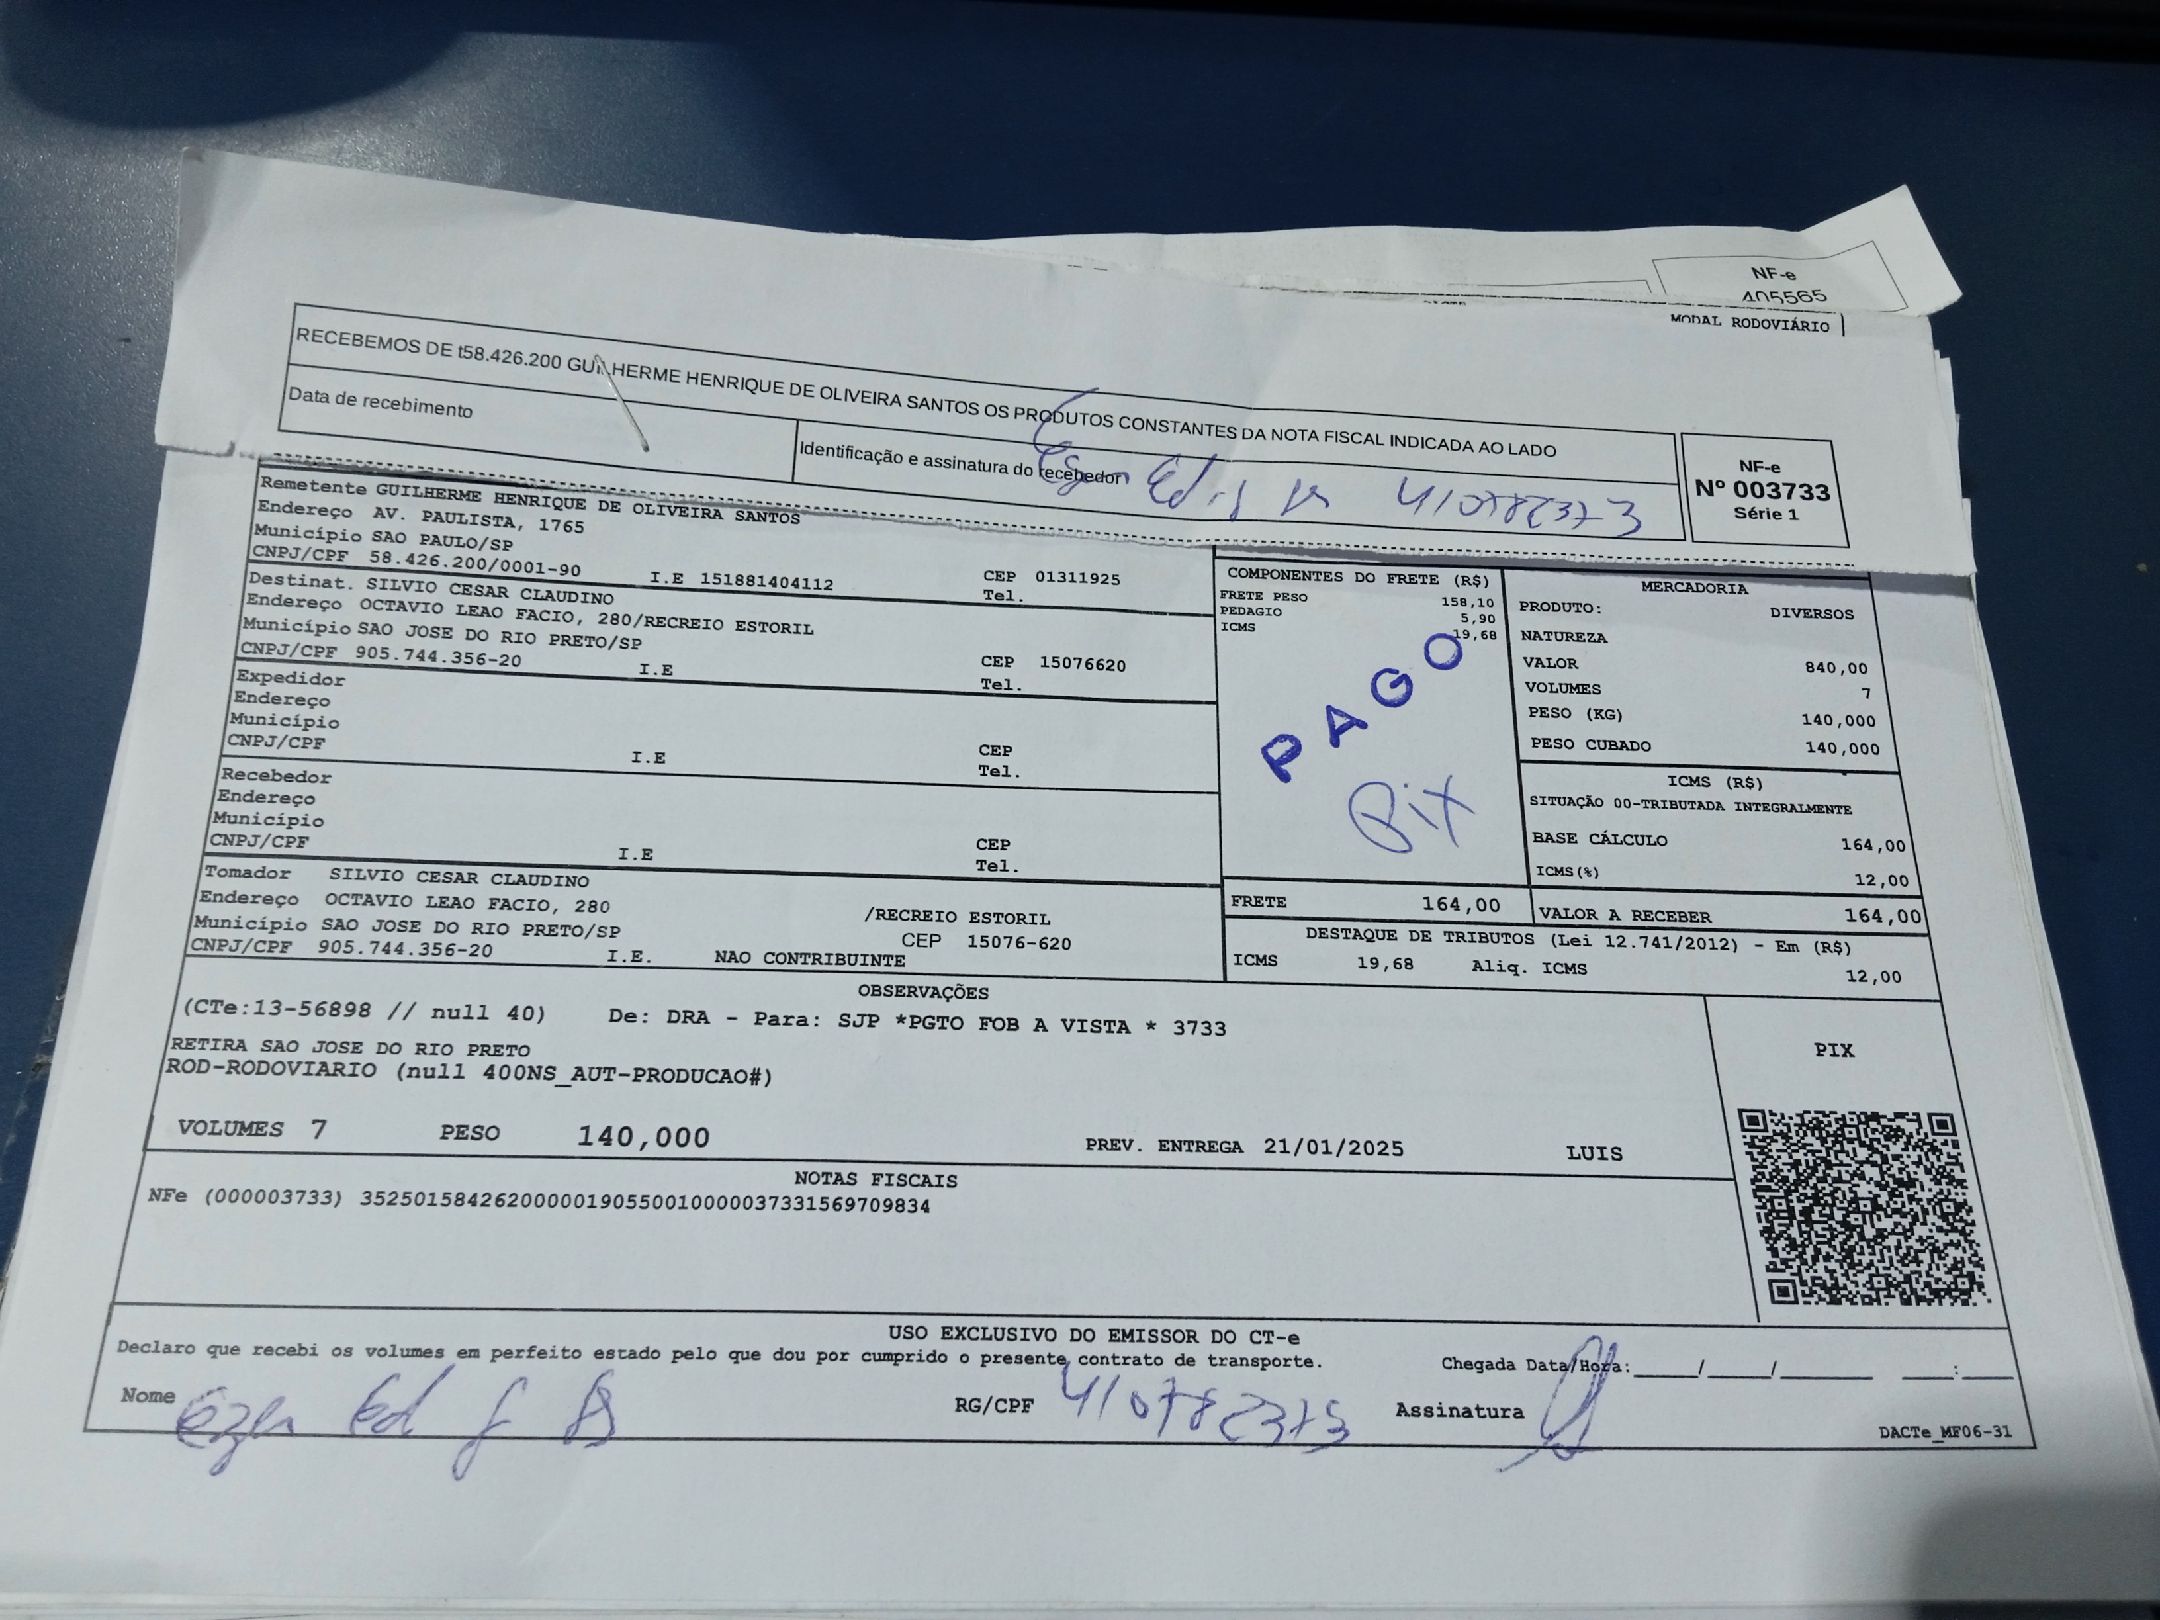 NF-e
405565
MODAL RODOVIÁRIO
RECEBEMOS DE t58.426.200 GUILHERME HENRIQUE DE OLIVEIRA SANTOS OS PRODUTOS CONSTANTES DA NOTA FISCAL INDICADA AO LADO
Data de recebimento
Identificação e assinatura do recebedor
NF-e
Nº 003733
Série 1
Remetente GUILHERME HENRIQUE DE OLIVEIRA SANTOS
Endereço AV. PAULISTA, 1765
Município SAO PAULO/SP
CNPJ/CPF 58.426.200/0001-90 I.E 151881404112 CEP 01311925
Tel.
Destinat. SILVIO CESAR CLAUDINO
Endereço OCTAVIO LEAO FACIO, 280/RECREIO ESTORIL
Município SAO JOSE DO RIO PRETO/SP
CNPJ/CPF 905.744.356-20 I.E CEP 15076620
Tel.
Expedidor
Endereço
Município
CNPJ/CPF I.E CEP
Tel.
Recebedor
Endereço
Município
CNPJ/CPF I.E CEP
Tel.
Tomador SILVIO CESAR CLAUDINO
Endereço OCTAVIO LEAO FACIO, 280 /RECREIO ESTORIL
Município SAO JOSE DO RIO PRETO/SP CEP 15076-620
CNPJ/CPF 905.744.356-20 I.E. NAO CONTRIBUINTE
COMPONENTES DO FRETE (R$)
FRETE PESO 158,10
PEDAGIO 5,90
ICMS 19,68
PAGO
Pix
FRETE 164,00
MERCADORIA
PRODUTO: DIVERSOS
NATUREZA
VALOR 840,00
VOLUMES 7
PESO (KG) 140,000
PESO CUBADO 140,000
ICMS (R$)
SITUAÇÃO 00-TRIBUTADA INTEGRALMENTE
BASE CÁLCULO 164,00
ICMS(%) 12,00
VALOR A RECEBER 164,00
DESTAQUE DE TRIBUTOS (Lei 12.741/2012) - Em (R$)
ICMS 19,68 Aliq. ICMS 12,00
OBSERVAÇÕES
(CTe:13-56898 // null 40) De: DRA - Para: SJP *PGTO FOB A VISTA * 3733
RETIRA SAO JOSE DO RIO PRETO
ROD-RODOVIARIO (null 400NS_AUT-PRODUCAO#)
PIX
VOLUMES 7 PESO 140,000 PREV. ENTREGA 21/01/2025 LUIS
NOTAS FISCAIS
NFe (000003733) 35250158426200000190550010000037331569709834
USO EXCLUSIVO DO EMISSOR DO CT-e
Declaro que recebi os volumes em perfeito estado pelo que dou por cumprido o presente contrato de transporte. Chegada Data/Hora: / / :
Nome RG/CPF Assinatura
DACTe_MF06-31